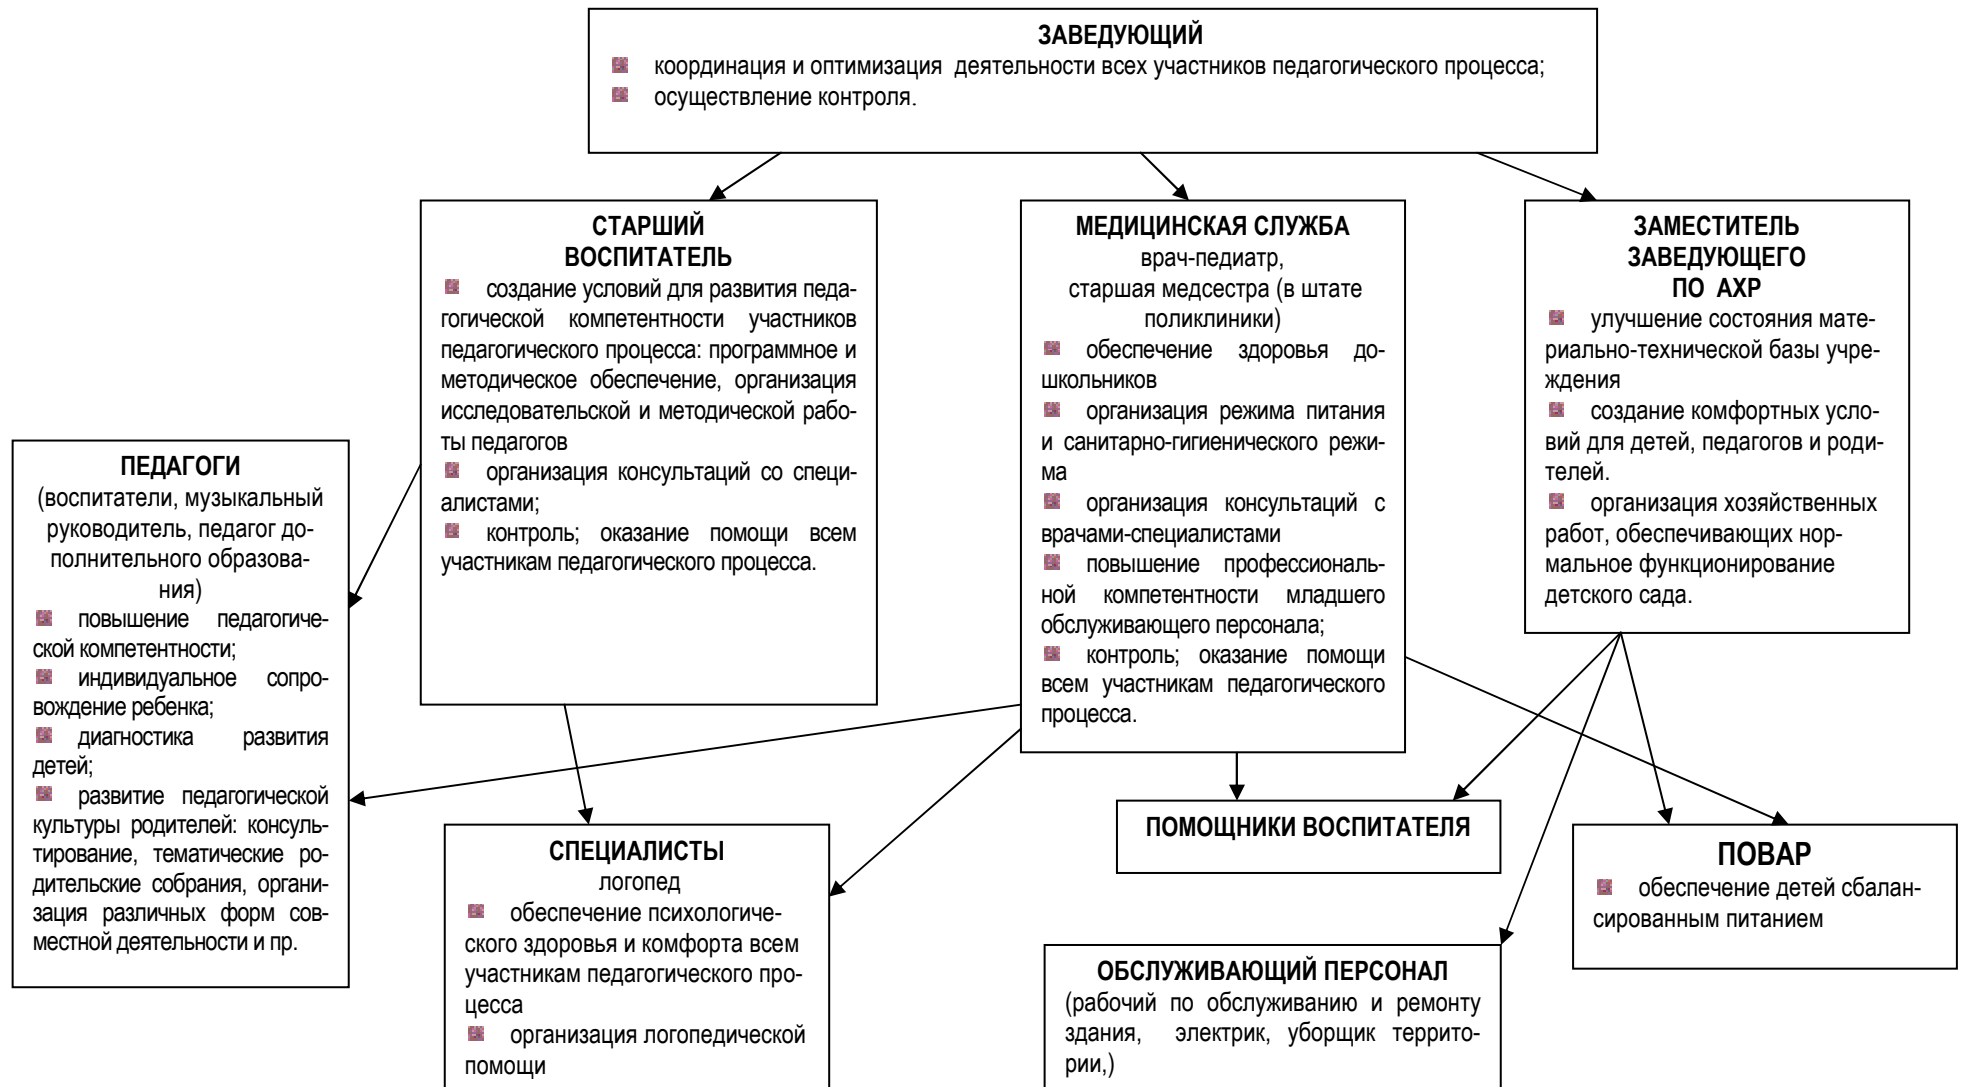 ЗАВЕДУЮЩИЙ
координация и оптимизация деятельности всех участников педагогического процесса;
осуществление контроля.
СТАРШИЙ
ВОСПИТАТЕЛЬ
создание условий для развития педа-
гогической компетентности участников
педагогического процесса: программное и
методическое обеспечение, организация
исследовательской и методической рабо-
ты педагогов
организация консультаций со специ-
алистами;
контроль; оказание помощи всем
участникам педагогического процесса.
МЕДИЦИНСКАЯ СЛУЖБА
врач-педиатр,
старшая медсестра (в штате
поликлиники)
обеспечение здоровья до-
школьников
организация режима питания
и санитарно-гигиенического режи-
ма
организация консультаций с
врачами-специалистами
повышение профессиональ-
ной компетентности младшего
обслуживающего персонала;
контроль; оказание помощи
всем участникам педагогического
процесса.
ЗАМЕСТИТЕЛЬ
ЗАВЕДУЮЩЕГО
ПО АХР
улучшение состояния мате-
риально-технической базы учре-
ждения
создание комфортных усло-
вий для детей, педагогов и роди-
телей.
организация хозяйственных
работ, обеспечивающих нор-
мальное функционирование
детского сада.
ПЕДАГОГИ
(воспитатели, музыкальный
руководитель, педагог до-
полнительного образова-
ния)
повышение педагогиче-
ской компетентности;
индивидуальное сопро-
вождение ребенка;
диагностика развития
детей;
развитие педагогической
культуры родителей: консуль-
тирование, тематические ро-
дительские собрания, органи-
зация различных форм сов-
местной деятельности и пр.
СПЕЦИАЛИСТЫ
логопед
обеспечение психологиче-
ского здоровья и комфорта всем
участникам педагогического про-
цесса
организация логопедической
помощи
ПОМОЩНИКИ ВОСПИТАТЕЛЯ
ПОВАР
обеспечение детей сбалан-
сированным питанием
ОБСЛУЖИВАЮЩИЙ ПЕРСОНАЛ
(рабочий по обслуживанию и ремонту
здания, электрик, уборщик террито-
рии,)